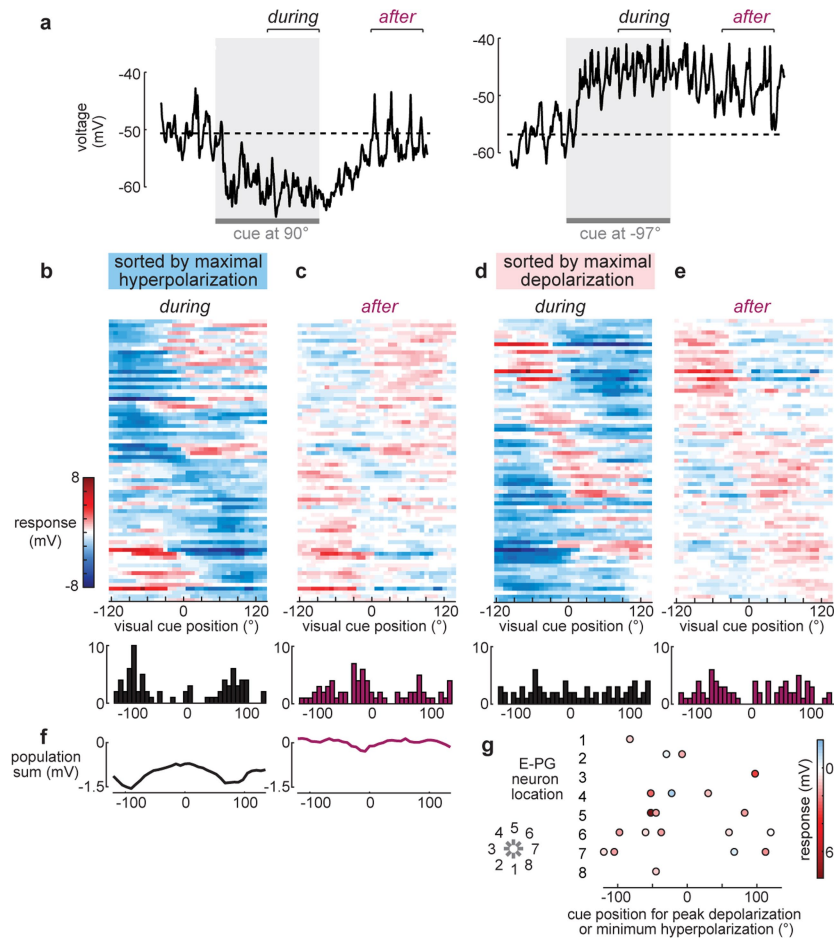 a
during
after
during
after
-40
-50
-60
voltage
(mV)
cue at 90°
-40
-50
-60
cue at -97°
b
sorted by maximal
hyperpolarization
during
c
after
d
sorted by maximal
depolarization
during
e
after
8
response
(mV)
-8
-120
0
120
visual cue position (°)
-120
0
120
visual cue position (°)
-120
0
120
visual cue position (°)
-120
0
120
visual cue position (°)
10
0
-100
0
100
10
0
-100
0
100
10
0
-100
0
100
10
0
-100
0
100
f
population
sum (mV)
0
-1.5
0
-1.5
-100
0
100
g
E-PG
neuron
location
4 5 6
3 7
2 1 8
1
2
3
4
5
6
7
8
-100
0
100
cue position for peak depolarization
or minimum hyperpolarization (°)
0
6
response (mV)